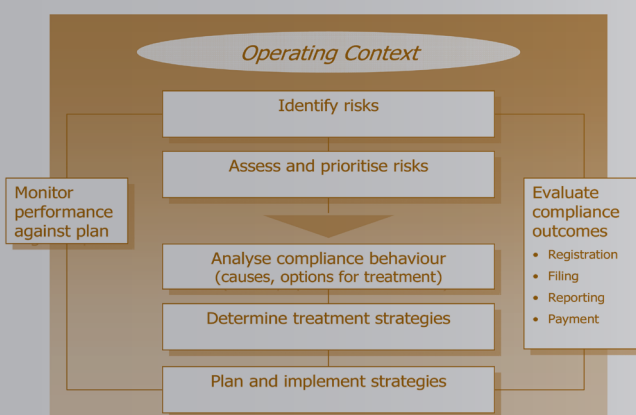 Operating Context
Identify risks
Assess and prioritise risks
Monitor
performance
against plan
Evaluate
compliance
outcomes
• Registration
• Filing
• Reporting
• Payment
Analyse compliance behaviour
(causes, options for treatment)
Determine treatment strategies
Plan and implement strategies